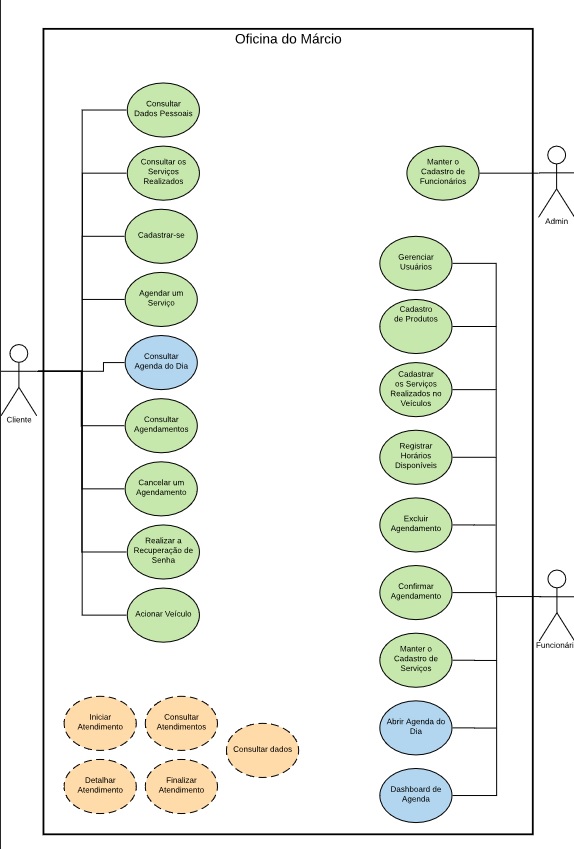 Oficina do Márcio
Consultar
Dados Pessoais
Consultar os
Serviços
Realizados
Cadastrar-se
Agendar um
Serviço
Consultar
Agenda do Dia
Consultar
Agendamentos
Cancelar um
Agendamento
Realizar a
Recuperação de
Senha
Acionar Veículo
Cliente
Manter o
Cadastro de
Funcionários
Admin
Gerenciar
Usuários
Cadastro
de Produtos
Cadastrar
os Serviços
Realizados no
Veículos
Registrar
Horários
Disponíveis
Excluir
Agendamento
Confirmar
Agendamento
Manter o
Cadastro de
Serviços
Abrir Agenda do
Dia
Dashboard de
Agenda
Funcionári
Iniciar
Atendimento
Consultar
Atendimentos
Consultar dados
Detalhar
Atendimento
Finalizar
Atendimento